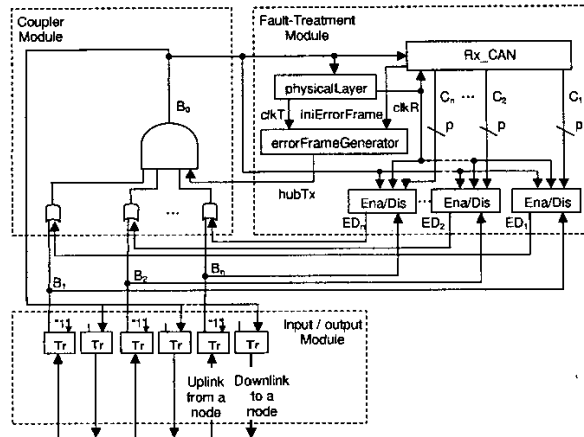 Coupler
Module
Fault-Treatment
Module
Rx_CAN
physicalLayer
clkT
iniErrorFrame
clkR
errorFrameGenerator
hubTx
B₀
Cₙ ... C₂
C₁
p
p
p
Ena/Dis
...
Ena/Dis
Ena/Dis
EDₙ
ED₂
ED₁
...
B₁
B₂
Bₙ
Input / output
Module
Tr
Tr
Tr
Tr
Tr
Tr
Uplink
from a
node
Downlink
to a
node